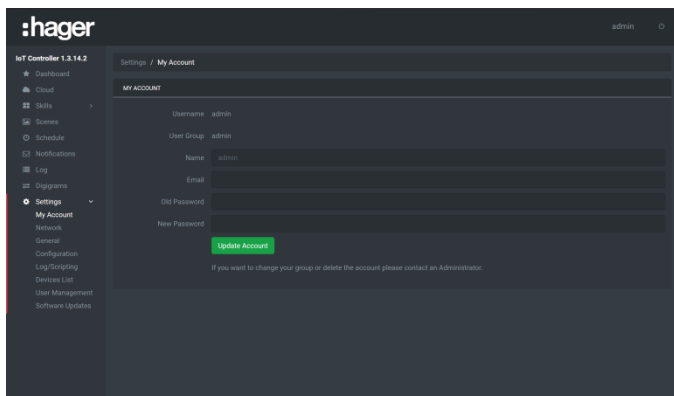 :hager
admin
IoT Controller 1.3.14.2
Dashboard
Cloud
Skills
Scenes
Schedule
Notifications
Log
Digigrams
Settings
My Account
Network
General
Configuration
Log/Scripting
Devices List
User Management
Software Updates
Settings / My Account
MY ACCOUNT
Username admin
User Group admin
Name admin
Email
Old Password
New Password
Update Account
If you want to change your group or delete the account please contact an Administrator.